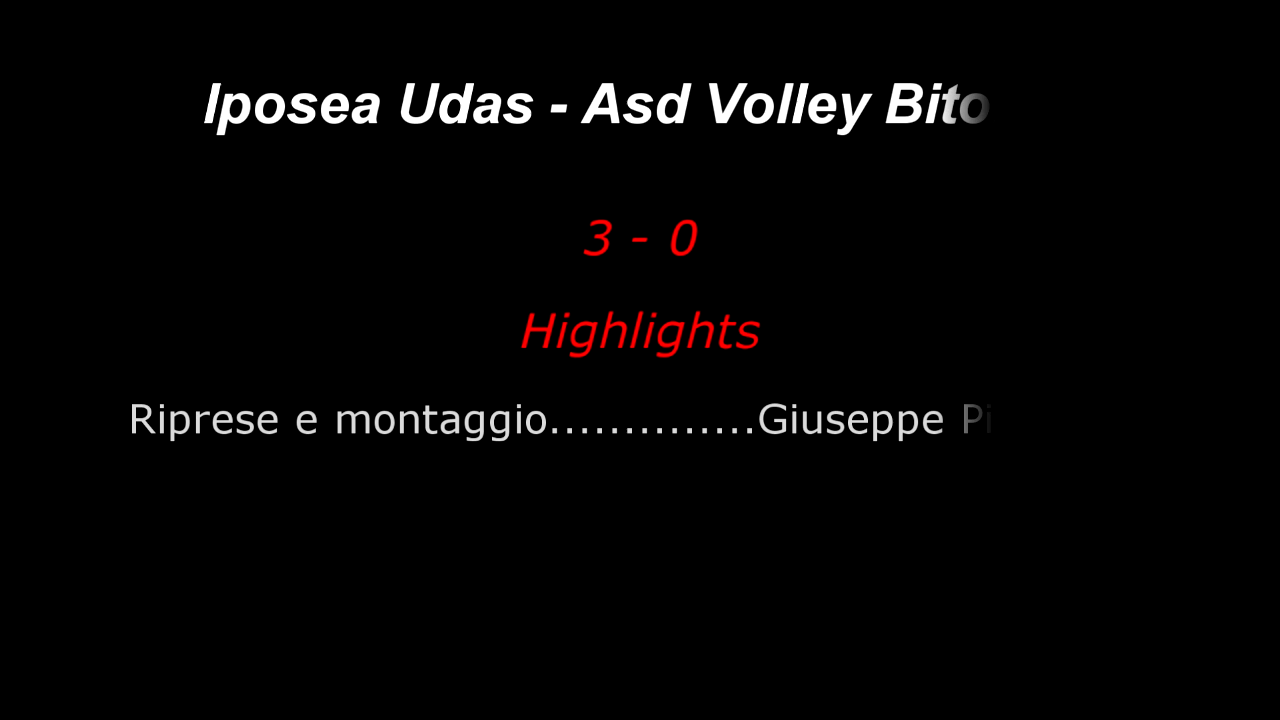 Iposea Udas - Asd Volley Bito
3 - 0
Highlights
Riprese e montaggio..............Giuseppe Pi